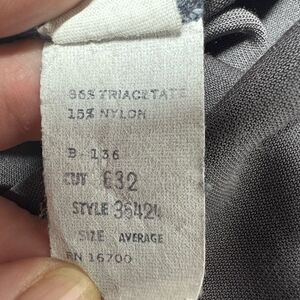 85% TRIACETATE
15% NYLON
B-136
CUT 632
STYLE 36424
SIZE AVERAGE
RN 16700